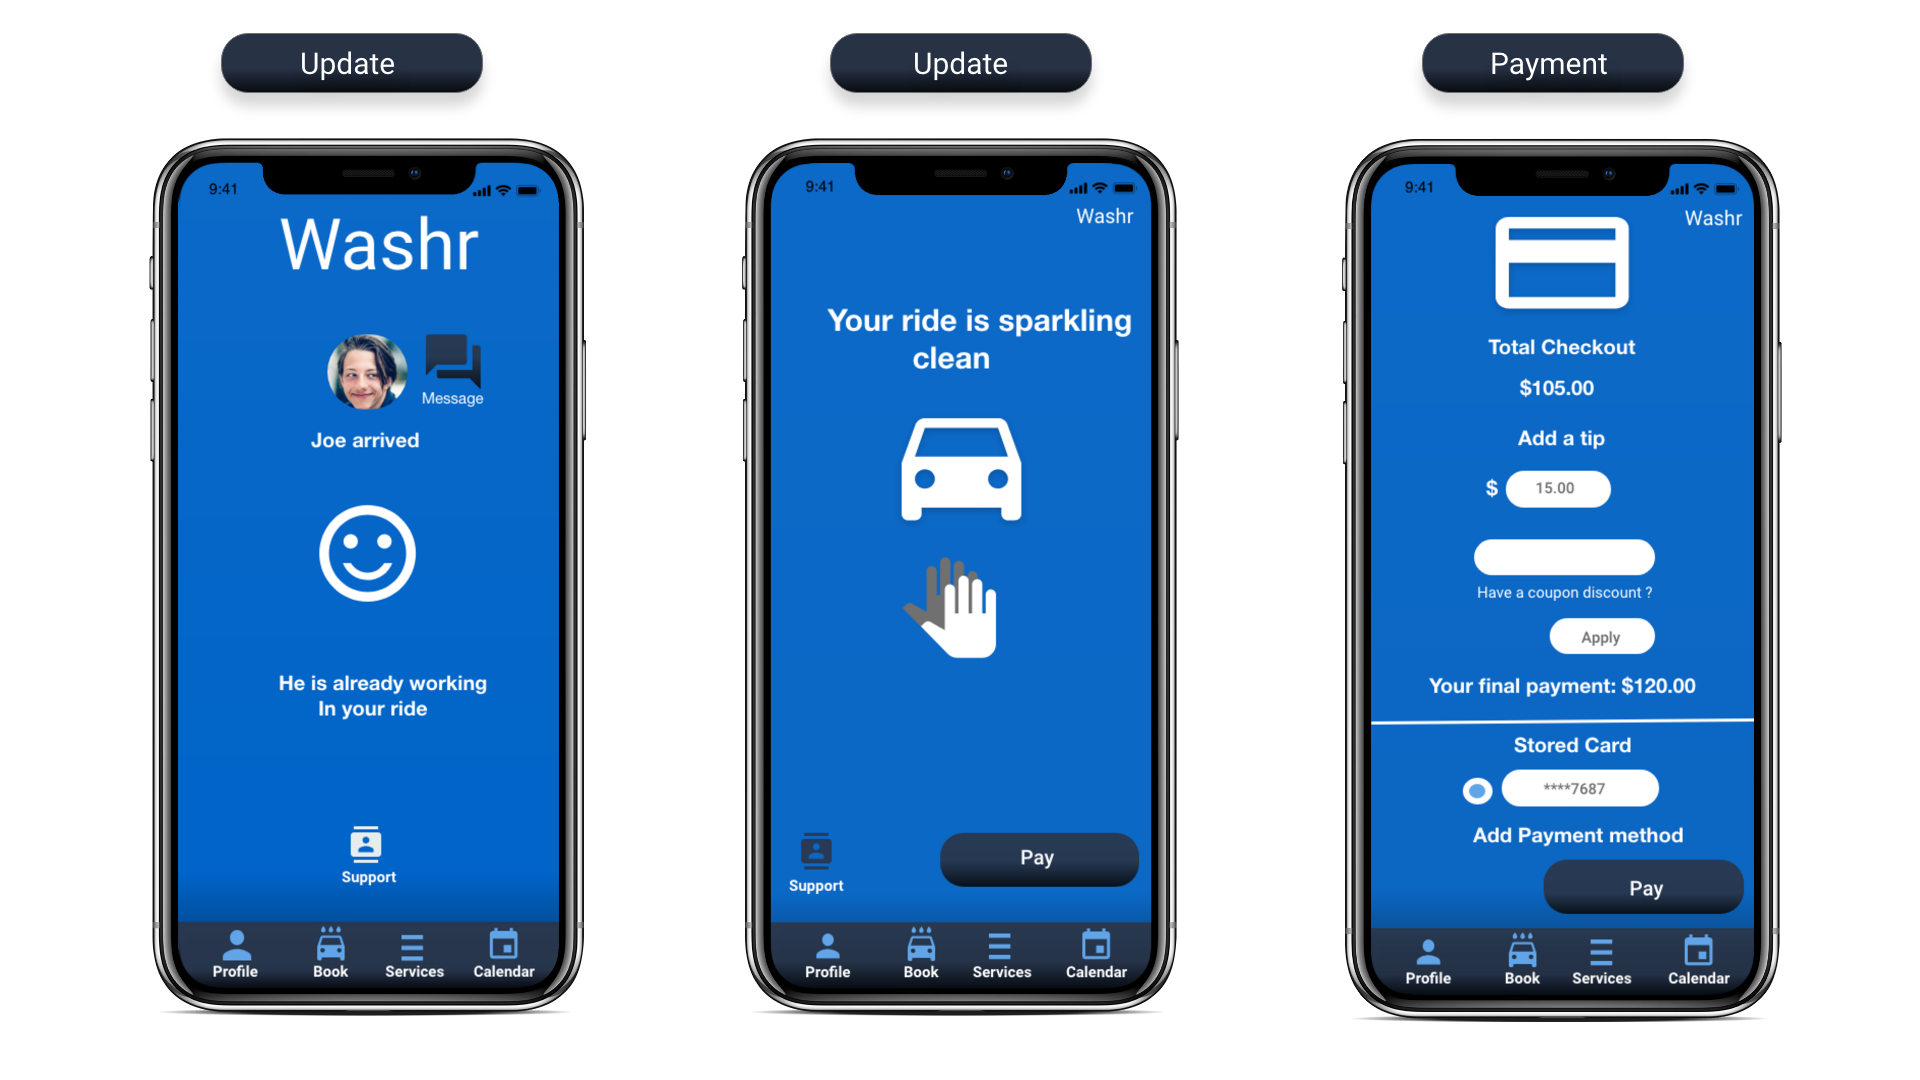 Update
9:41
Washr
Message
Joe arrived
He is already working
In your ride
Support
Profile
Book
Services
Calendar
Update
9:41
Washr
Your ride is sparkling
clean
Support
Pay
Profile
Book
Services
Calendar
Payment
9:41
Washr
Total Checkout
$105.00
Add a tip
$ 15.00
Have a coupon discount ?
Apply
Your final payment: $120.00
Stored Card
****7687
Add Payment method
Pay
Profile
Book
Services
Calendar